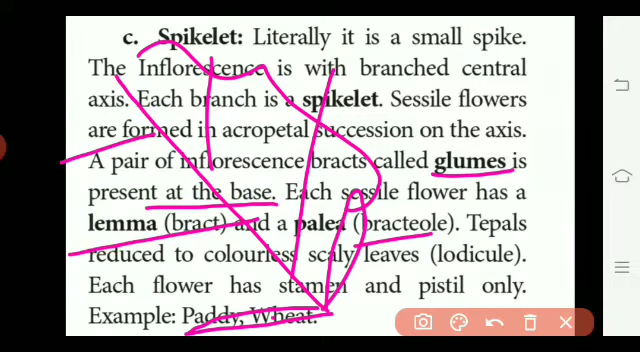 c. Spikelet: Literally it is a small spike.
The Inflorescence is with branched central
axis. Each branch is a spikelet. Sessile flowers
are formed in acropetal succession on the axis.
A pair of inflorescence bracts called glumes is
present at the base. Each sessile flower has a
lemma (bract) and a palea (bracteole). Tepals
reduced to colourless scaly leaves (lodicule).
Each flower has stamen and pistil only.
Example: Paddy, Wheat.